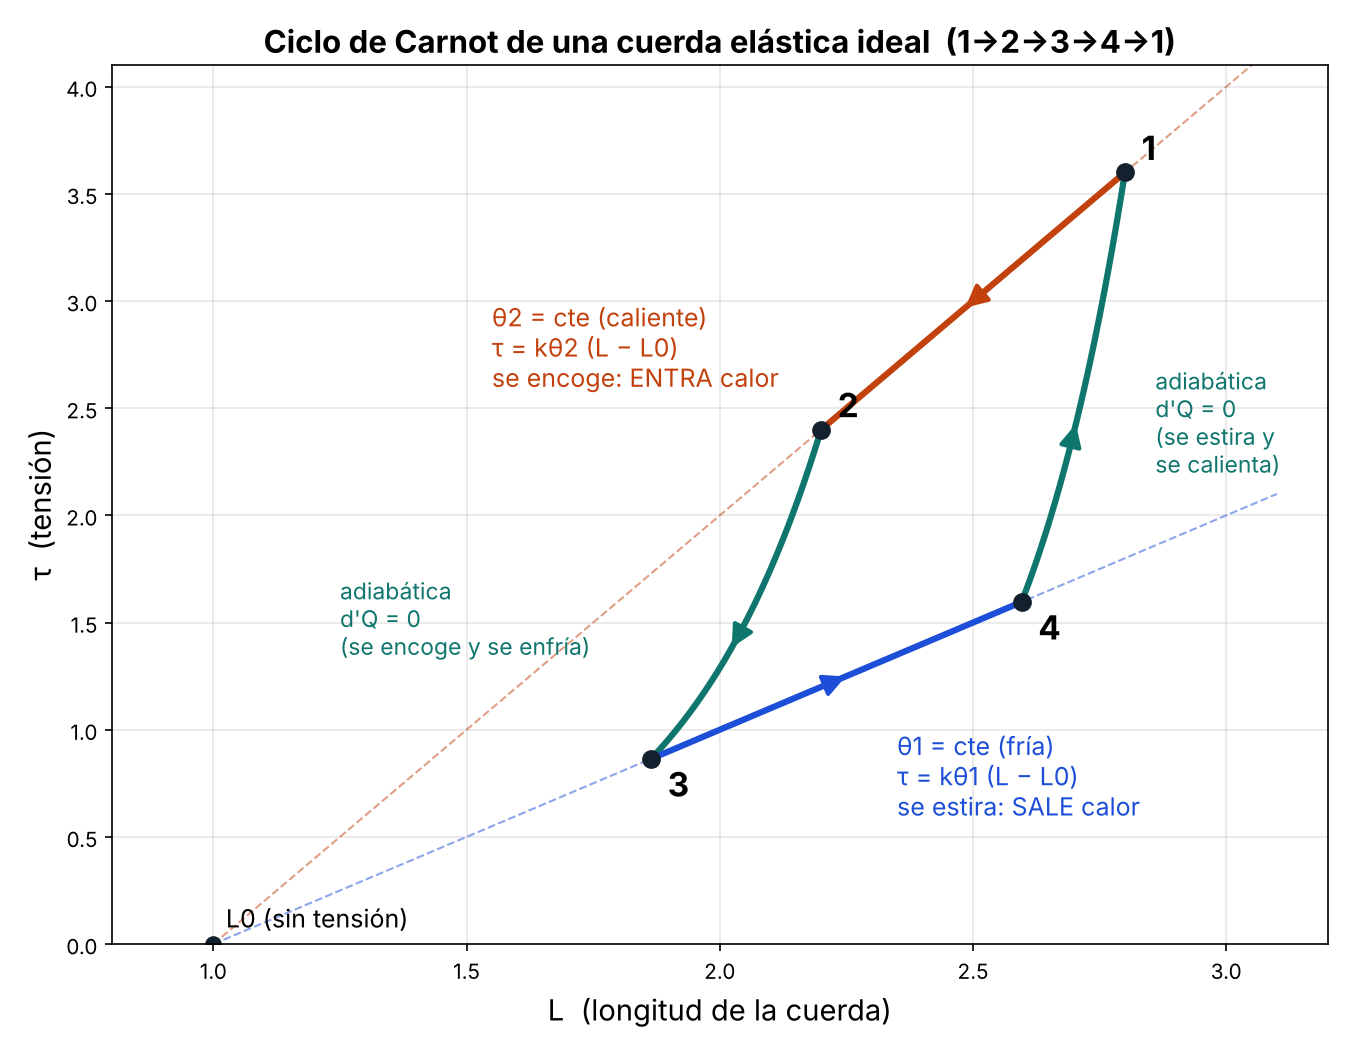 Ciclo de Carnot de una cuerda elástica ideal (1→2→3→4→1)
4.0
3.5
3.0
2.5
2.0
1.5
1.0
0.5
0.0
τ (tensión)
1
2
θ2 = cte (caliente)
τ = kθ2 (L − L0)
se encoge: ENTRA calor
adiabática
d'Q = 0
(se estira y
se calienta)
adiabática
d'Q = 0
(se encoge y se enfría)
4
3
θ1 = cte (fría)
τ = kθ1 (L − L0)
se estira: SALE calor
L0 (sin tensión)
1.0
1.5
2.0
2.5
3.0
L (longitud de la cuerda)